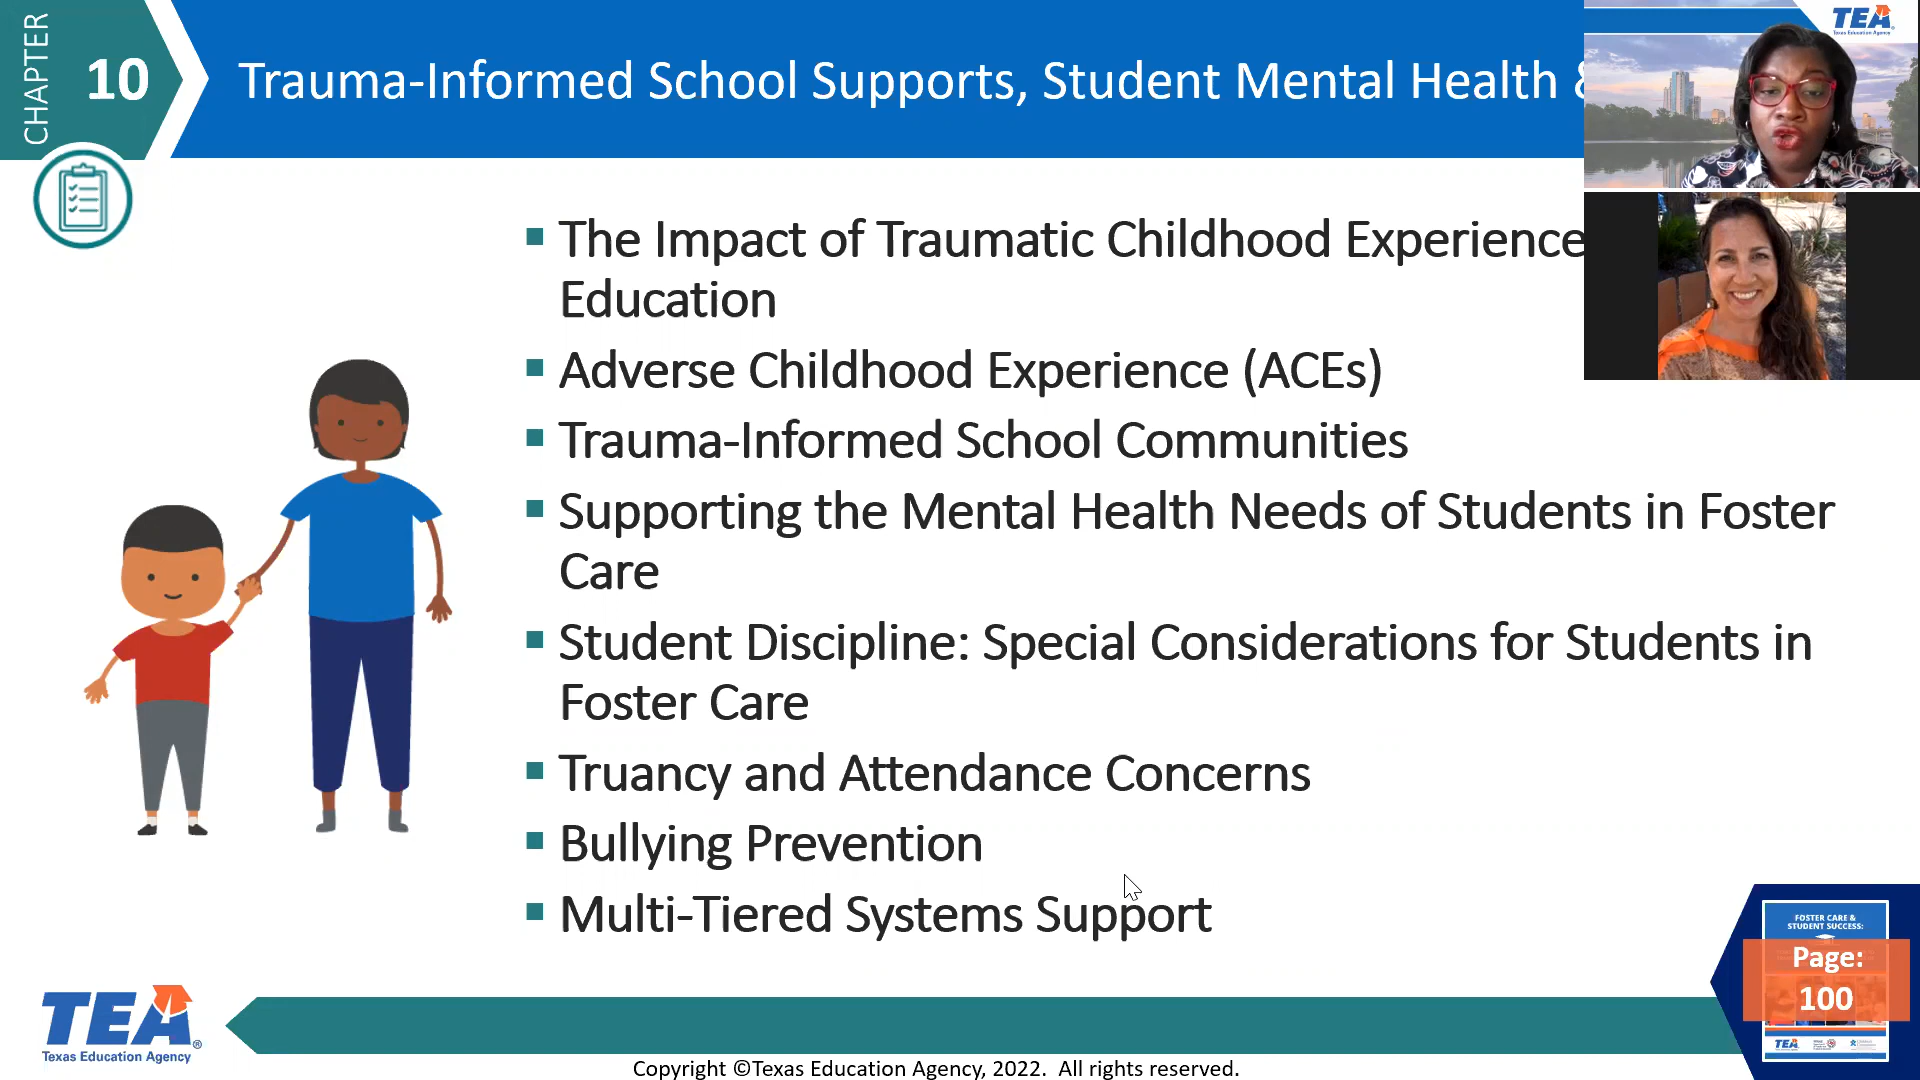 CHAPTER
10
Trauma-Informed School Supports, Student Mental Health &
TEA
Texas Education Agency
▪ The Impact of Traumatic Childhood Experience
Education
▪ Adverse Childhood Experience (ACEs)
▪ Trauma-Informed School Communities
▪ Supporting the Mental Health Needs of Students in Foster
Care
▪ Student Discipline: Special Considerations for Students in
Foster Care
▪ Truancy and Attendance Concerns
▪ Bullying Prevention
▪ Multi-Tiered Systems Support
FOSTER CARE &
STUDENT SUCCESS:
Page:
100
TEA
TEA®
Texas Education Agency
Copyright ©Texas Education Agency, 2022. All rights reserved.